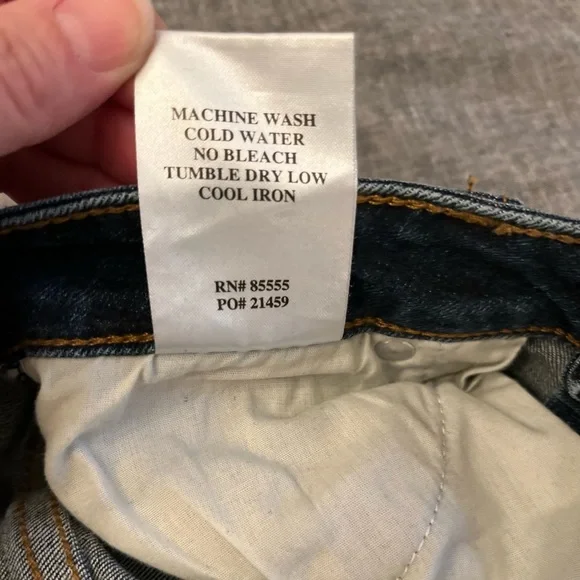 MACHINE WASH
COLD WATER
NO BLEACH
TUMBLE DRY LOW
COOL IRON
RN# 85555
PO# 21459